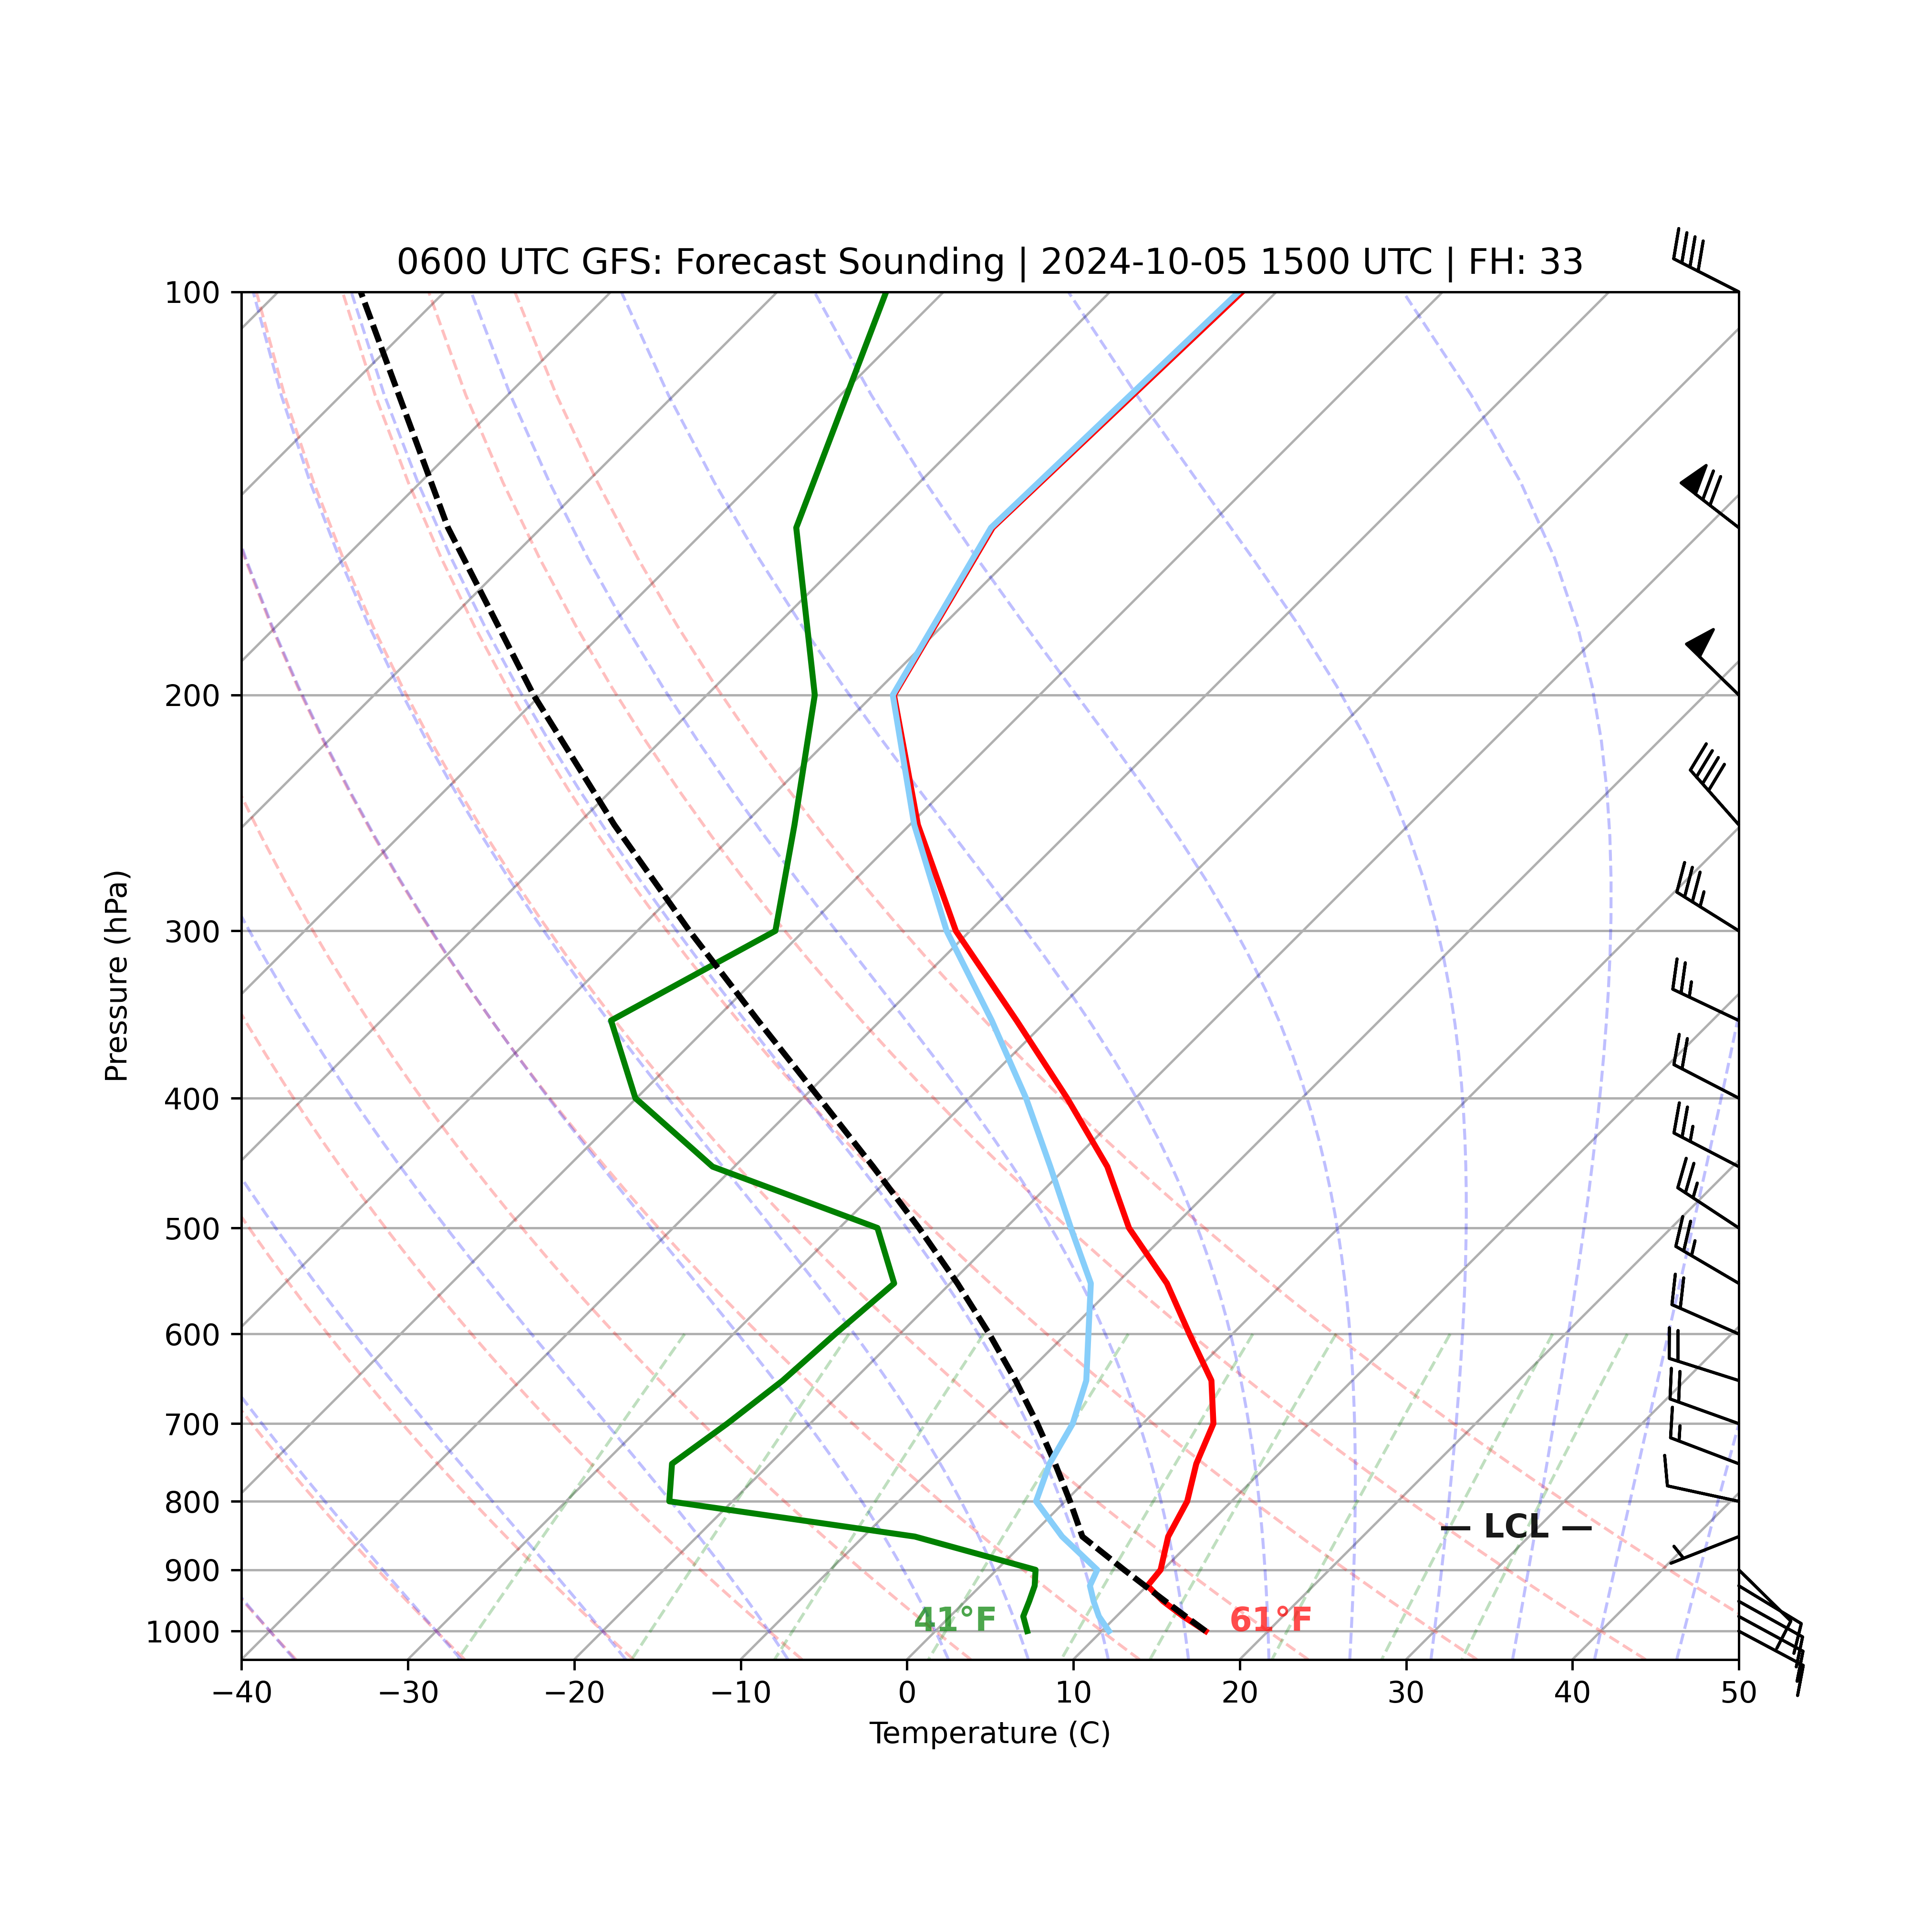 0600 UTC GFS: Forecast Sounding | 2024-10-05 1500 UTC | FH: 33
100
200
300
400
500
600
700
800
900
1000
Pressure (hPa)
— LCL —
41°F
61°F
−40 −30 −20 −10 0 10 20 30 40 50
Temperature (C)